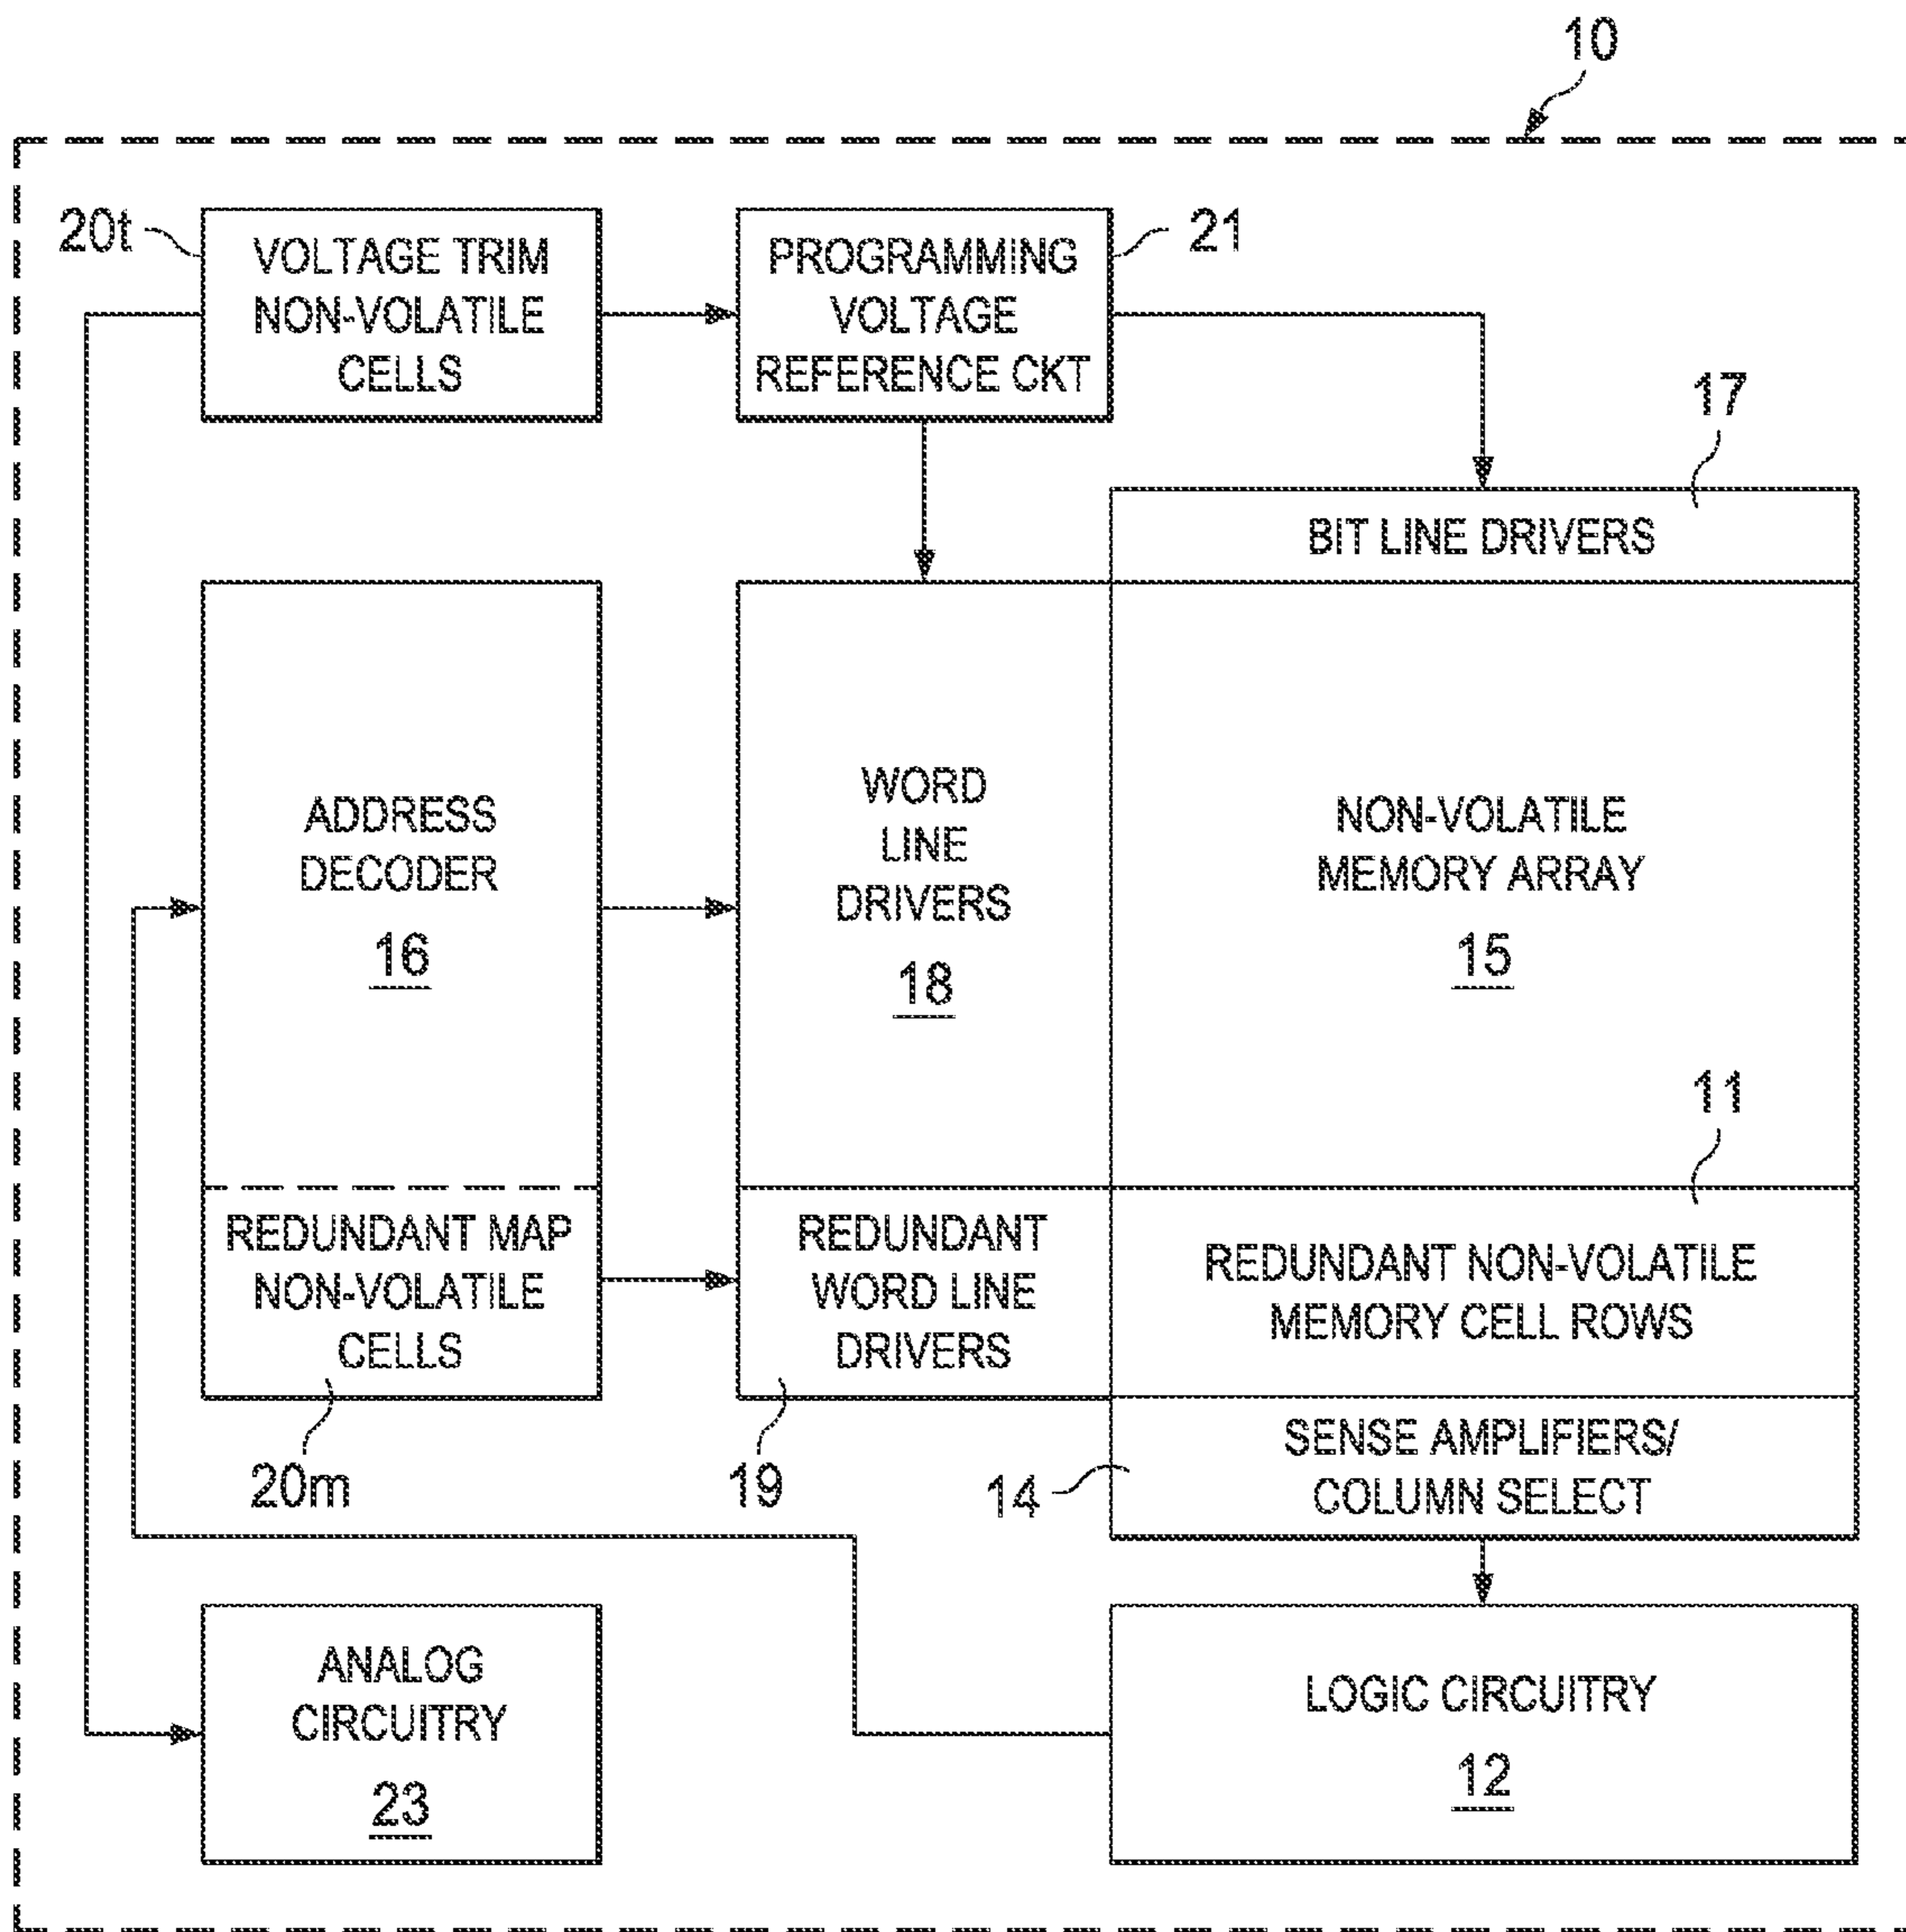 10
20t
VOLTAGE TRIM
NON-VOLATILE
CELLS
PROGRAMMING
VOLTAGE
REFERENCE CKT
21
17
BIT LINE DRIVERS
ADDRESS
DECODER
16
WORD
LINE
DRIVERS
18
NON-VOLATILE
MEMORY ARRAY
15
11
REDUNDANT MAP
NON-VOLATILE
CELLS
20m
REDUNDANT
WORD LINE
DRIVERS
19
REDUNDANT NON-VOLATILE
MEMORY CELL ROWS
SENSE AMPLIFIERS/
COLUMN SELECT
14
ANALOG
CIRCUITRY
23
LOGIC CIRCUITRY
12